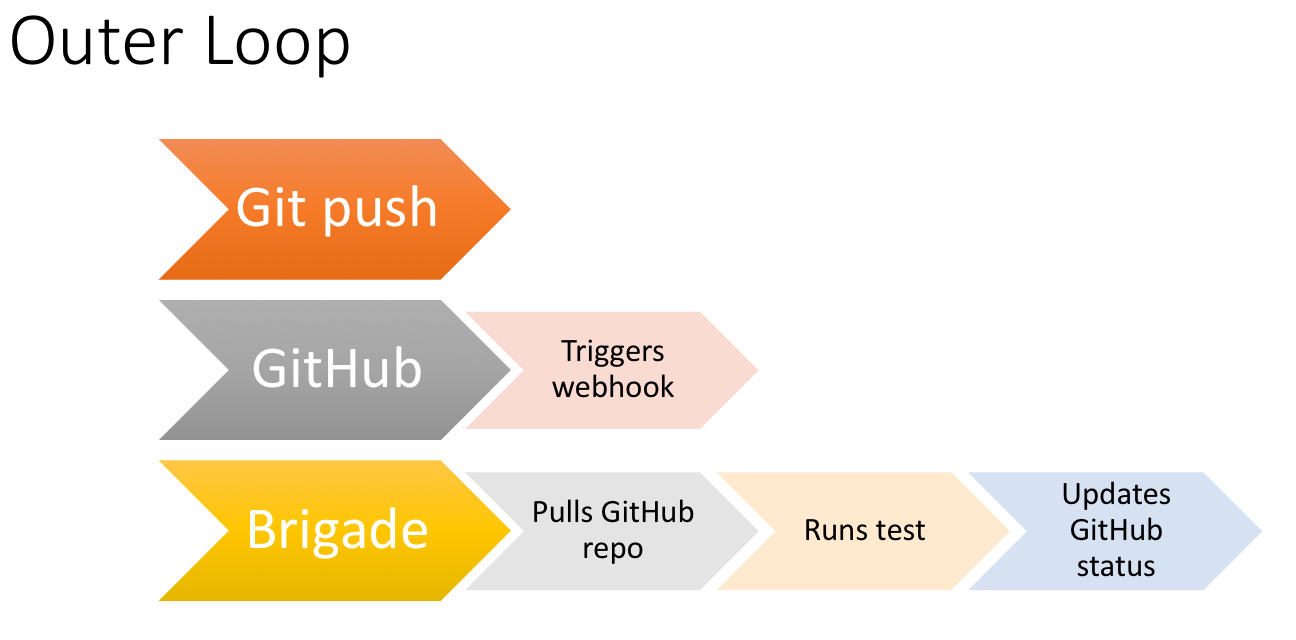 Outer Loop
Git push
GitHub
Triggers
webhook
Brigade
Pulls GitHub
repo
Runs test
Updates
GitHub
status